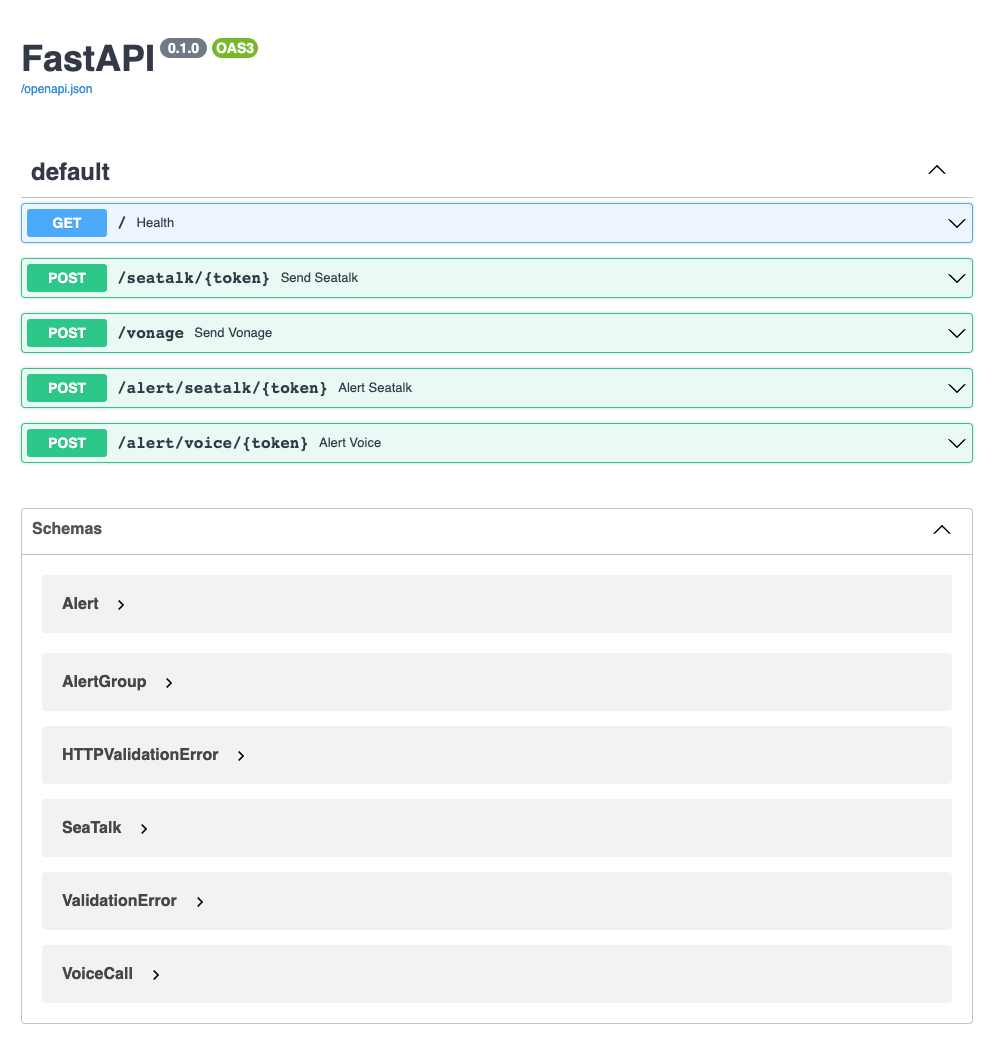 FastAPI 0.1.0 OAS3
/openapi.json
default
GET / Health
POST /seatalk/{token} Send Seatalk
POST /vonage Send Vonage
POST /alert/seatalk/{token} Alert Seatalk
POST /alert/voice/{token} Alert Voice
Schemas
Alert
AlertGroup
HTTPValidationError
SeaTalk
ValidationError
VoiceCall